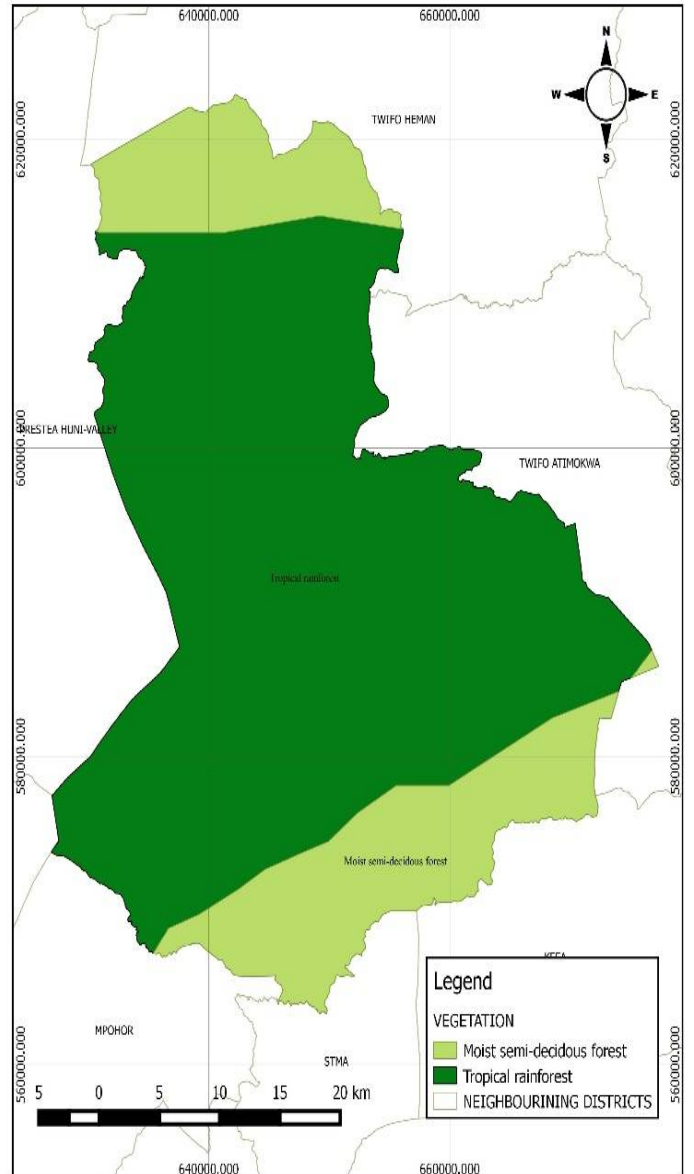 640000.000 660000.000
N
W E
S
TWIFO HEMAN
620000.000 620000.000
PRESTEA HUNI-VALLEY
600000.000 600000.000
TWIFO ATIMOKWA
Tropical rainforest
580000.000 580000.000
Moist semi-decidous forest
Legend
VEGETATION
Moist semi-decidous forest
Tropical rainforest
NEIGHBOURINING DISTRICTS
MPOHOR
STMA
560000.000 560000.000
5 0 5 10 15 20 km
640000.000 660000.000